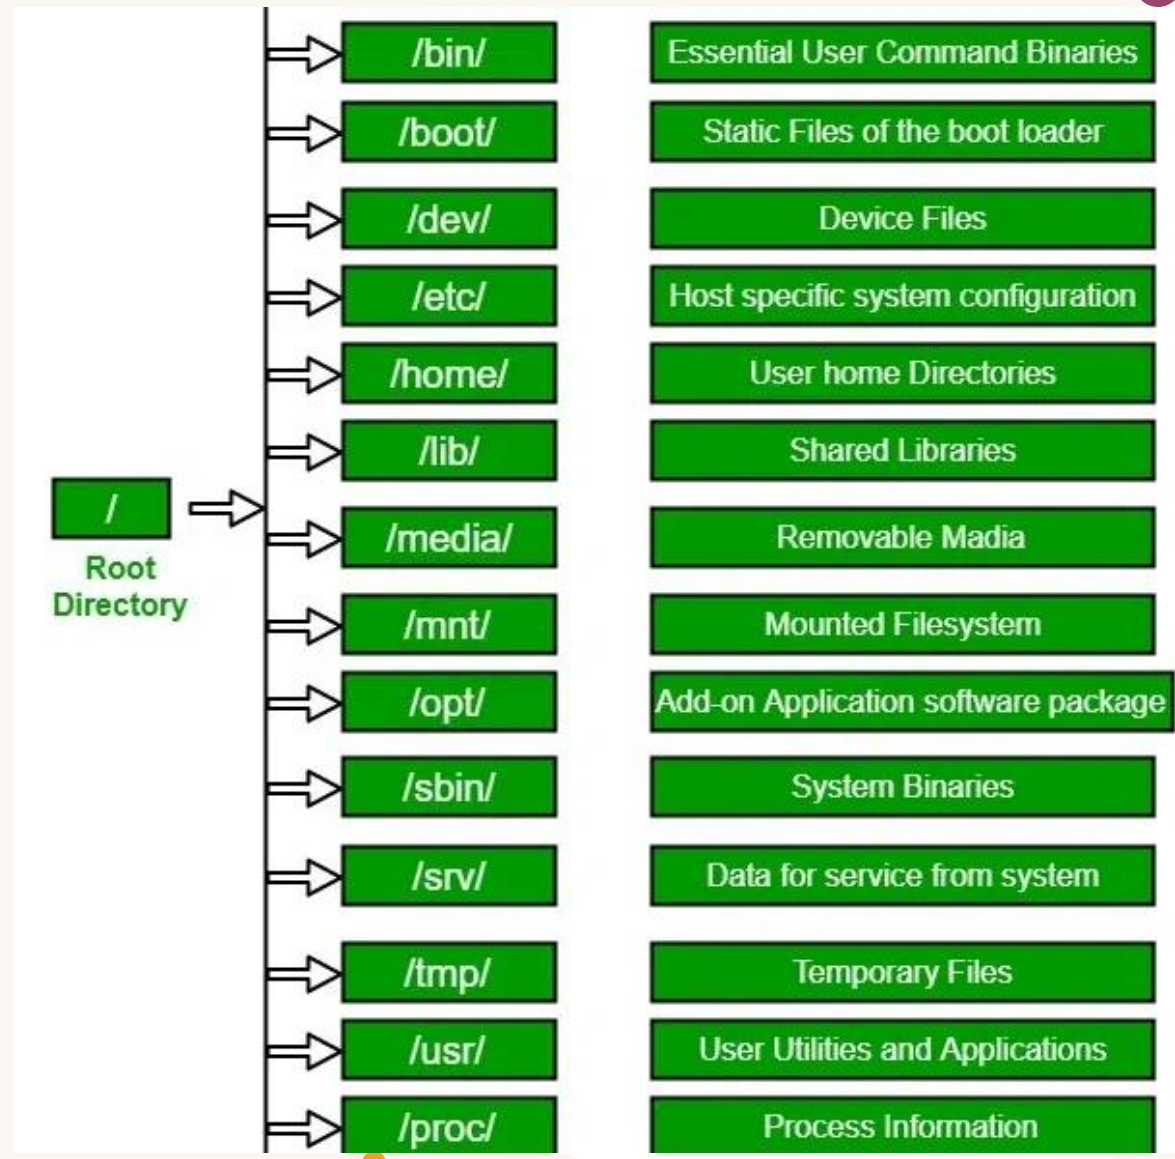 /bin/ Essential User Command Binaries
/boot/ Static Files of the boot loader
/dev/ Device Files
/etc/ Host specific system configuration
/home/ User home Directories
/lib/ Shared Libraries
/
Root
Directory
/media/ Removable Madia
/mnt/ Mounted Filesystem
/opt/ Add-on Application software package
/sbin/ System Binaries
/srv/ Data for service from system
/tmp/ Temporary Files
/usr/ User Utilities and Applications
/proc/ Process Information